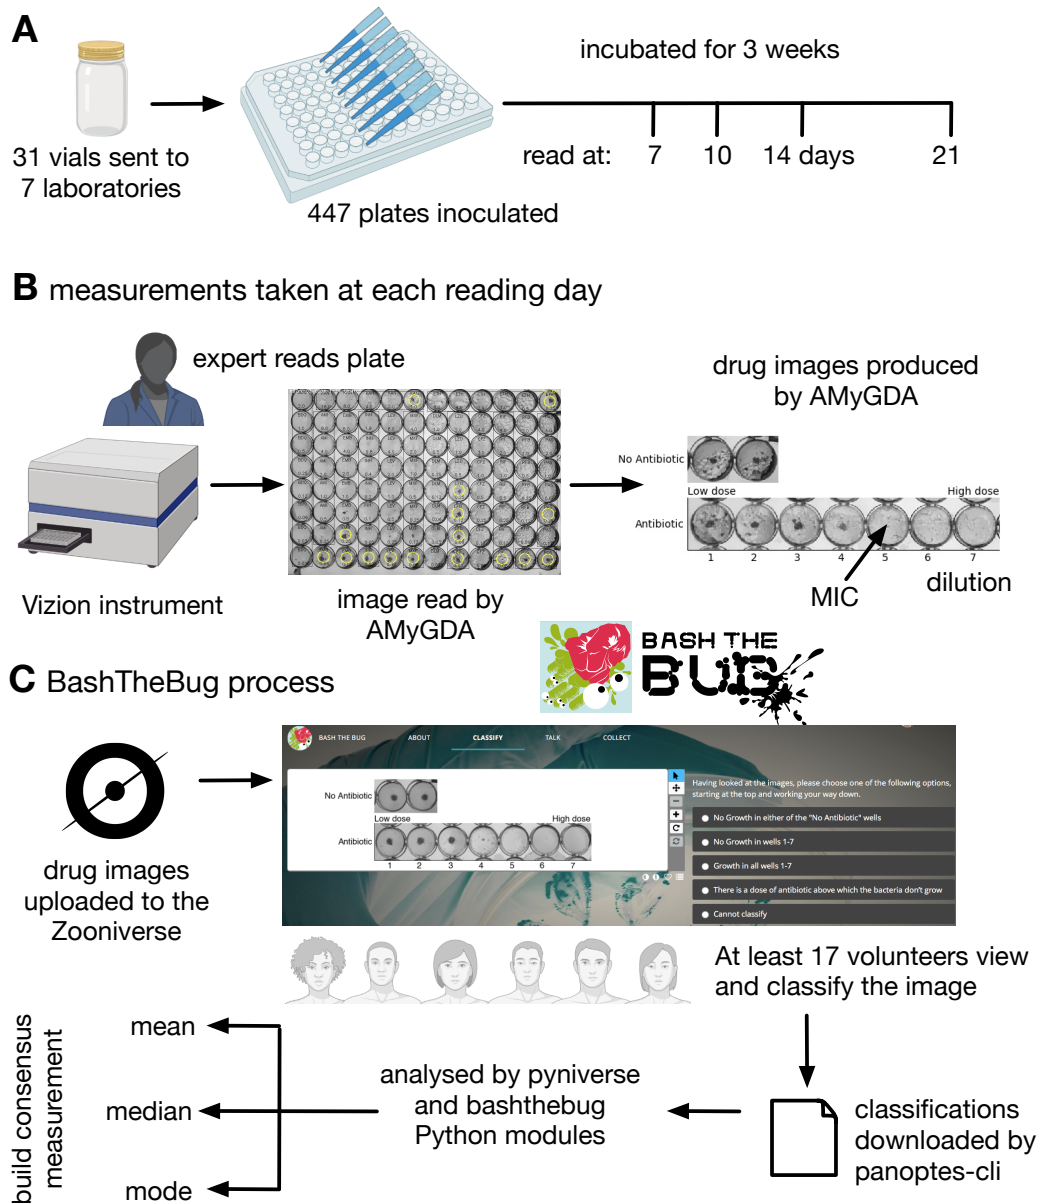 A
incubated for 3 weeks
31 vials sent to
7 laboratories
read at: 7 10 14 days 21
447 plates inoculated
B measurements taken at each reading day
expert reads plate
drug images produced
by AMyGDA
No Antibiotic
Low dose High dose
Antibiotic
1 2 3 4 5 6 7
MIC
dilution
Vizion instrument
image read by
AMyGDA
BASH THE
BUG
C BashTheBug process
BASH THE BUG ABOUT CLASSIFY TALK COLLECT
Having looked at the images, please choose one of the following options,
starting at the top and working your way down.
No Antibiotic
Low dose High dose
Antibiotic
1 2 3 4 5 6 7
No Growth in either of the "No Antibiotic" wells
No Growth in wells 1-7
Growth in all wells 1-7
There is a dose of antibiotic above which the bacteria don't grow
Cannot classify
drug images
uploaded to the
Zooniverse
At least 17 volunteers view
and classify the image
classifications
downloaded by
panoptes-cli
analysed by pyniverse
and bashthebug
Python modules
mean
median
mode
build consensus
measurement